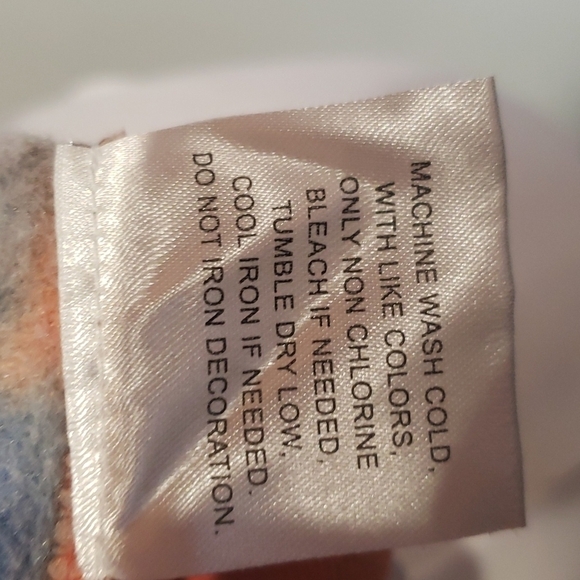 MACHINE WASH COLD,
WITH LIKE COLORS,
ONLY NON CHLORINE
BLEACH IF NEEDED,
TUMBLE DRY LOW,
COOL IRON IF NEEDED.
DO NOT IRON DECORATION.